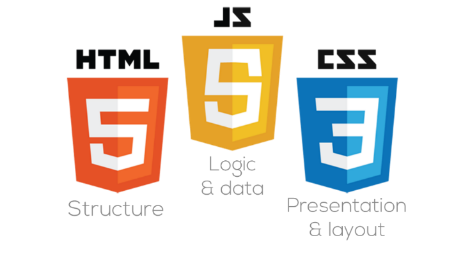 HTML
5
Structure
JS
5
Logic
& data
CSS
3
Presentation
& layout